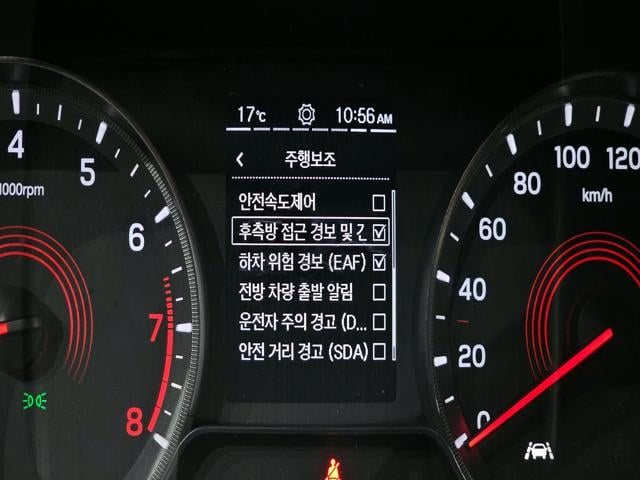 17℃ 10:56AM
주행보조
안전속도제어
후측방 접근 경보 및 긴
하차 위험 경보 (EAF)
전방 차량 출발 알림
운전자 주의 경고 (D...
안전 거리 경고 (SDA)
4
5
6
7
8
1000rpm
120
100
80
60
40
20
0
km/h